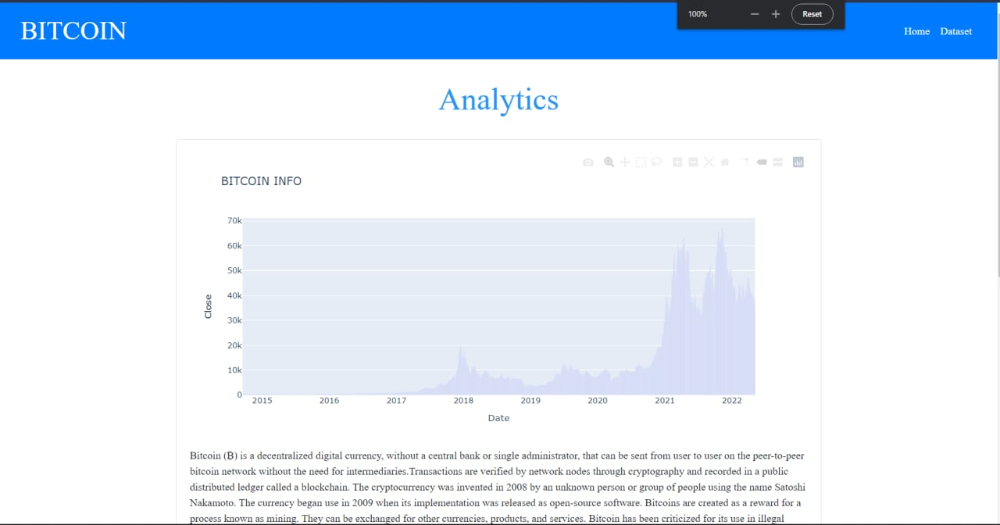 100%
Reset
BITCOIN
Home Dataset
Analytics
BITCOIN INFO
70k
60k
50k
40k
30k
20k
10k
0
Close
2015 2016 2017 2018 2019 2020 2021 2022
Date
Bitcoin (₿) is a decentralized digital currency, without a central bank or single administrator, that can be sent from user to user on the peer-to-peer
bitcoin network without the need for intermediaries.Transactions are verified by network nodes through cryptography and recorded in a public
distributed ledger called a blockchain. The cryptocurrency was invented in 2008 by an unknown person or group of people using the name Satoshi
Nakamoto. The currency began use in 2009 when its implementation was released as open-source software. Bitcoins are created as a reward for a
process known as mining. They can be exchanged for other currencies, products, and services. Bitcoin has been criticized for its use in illegal